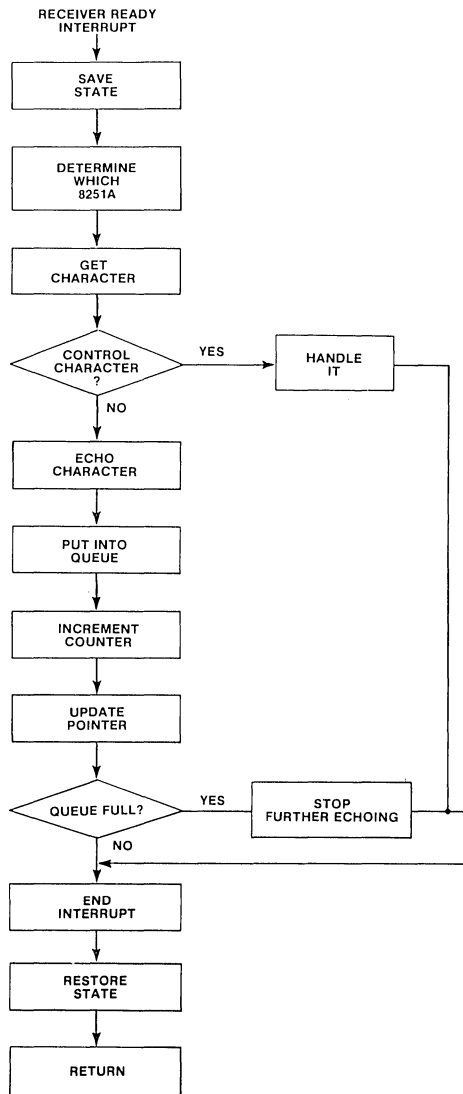 RECEIVER READY
INTERRUPT
SAVE
STATE
DETERMINE
WHICH
8251A
GET
CHARACTER
CONTROL
CHARACTER
?
YES
HANDLE
IT
NO
ECHO
CHARACTER
PUT INTO
QUEUE
INCREMENT
COUNTER
UPDATE
POINTER
QUEUE FULL?
YES
STOP
FURTHER ECHOING
NO
END
INTERRUPT
RESTORE
STATE
RETURN